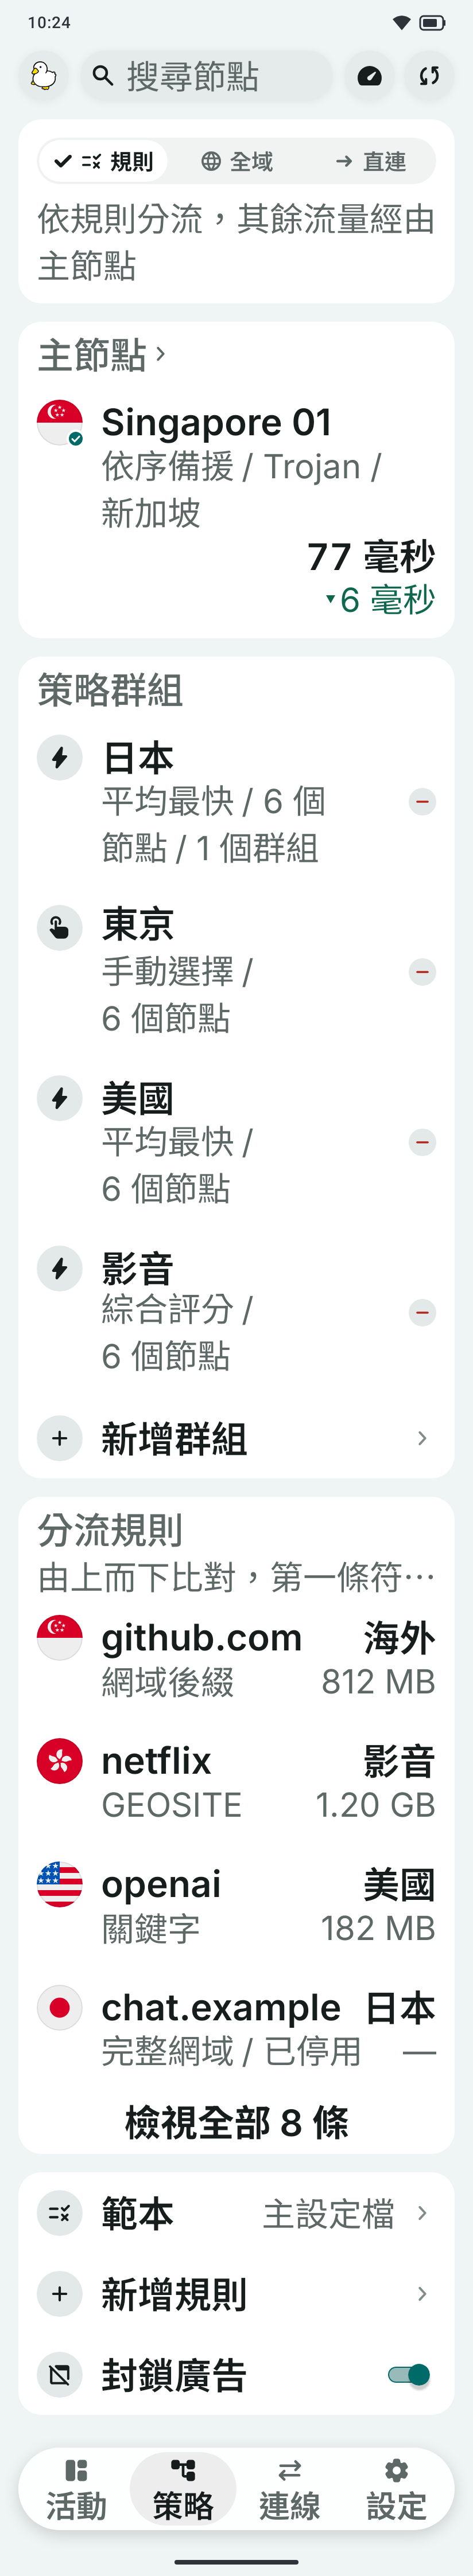 10:24
搜尋節點
規則
全域
直連
依規則分流，其餘流量經由
主節點
主節點
Singapore 01
依序備援 / Trojan /
新加坡
77 毫秒
▼6 毫秒
策略群組
日本
平均最快 / 6 個
節點 / 1 個群組
東京
手動選擇 /
6 個節點
美國
平均最快 /
6 個節點
影音
綜合評分 /
6 個節點
新增群組
分流規則
由上而下比對，第一條符…
github.com 海外
網域後綴 812 MB
netflix 影音
GEOSITE 1.20 GB
openai 美國
關鍵字 182 MB
chat.example 日本
完整網域 / 已停用 —
檢視全部 8 條
範本 主設定檔
新增規則
封鎖廣告
活動
策略
連線
設定